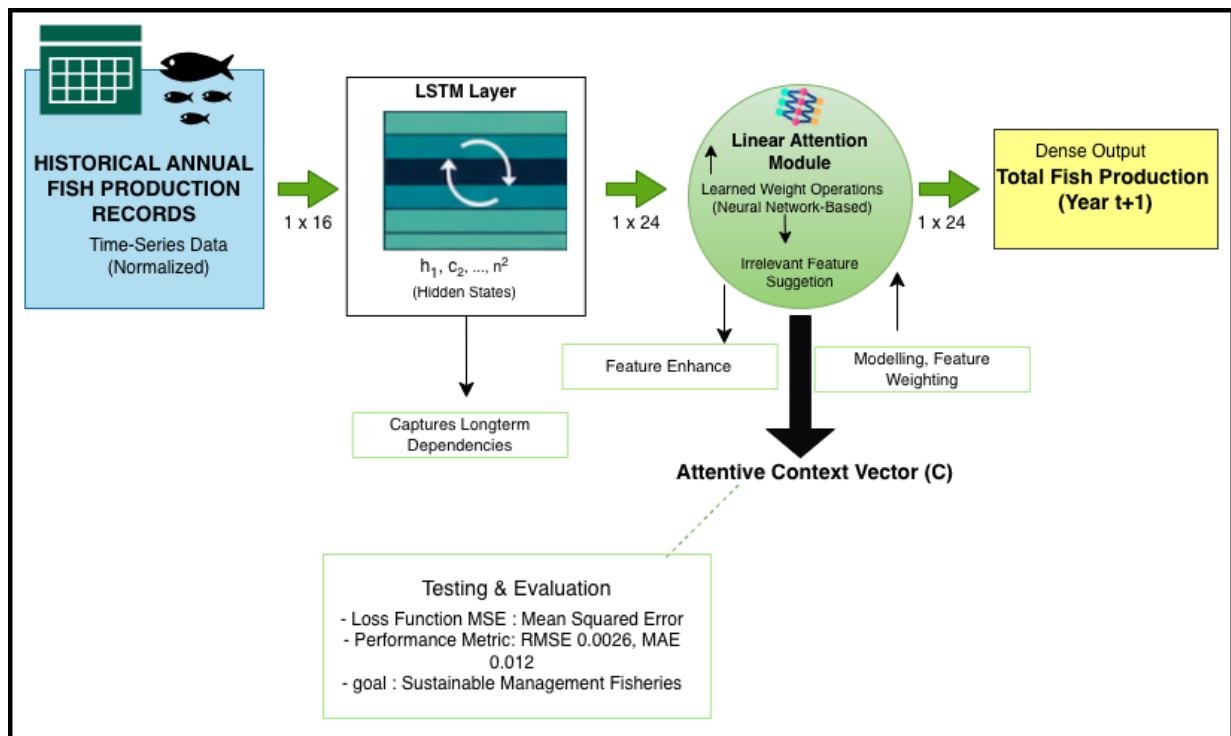 HISTORICAL ANNUAL
FISH PRODUCTION
RECORDS
Time-Series Data
(Normalized)
1 x 16
LSTM Layer
h₁, c₂, ..., n²
(Hidden States)
Captures Longterm
Dependencies
1 x 24
Linear Attention
Module
Learned Weight Operations
(Neural Network-Based)
Irrelevant Feature
Suggetion
1 x 24
Dense Output
Total Fish Production
(Year t+1)
Feature Enhance
Modelling, Feature
Weighting
Attentive Context Vector (C)
Testing & Evaluation
- Loss Function MSE : Mean Squared Error
- Performance Metric: RMSE 0.0026, MAE
0.012
- goal : Sustainable Management Fisheries